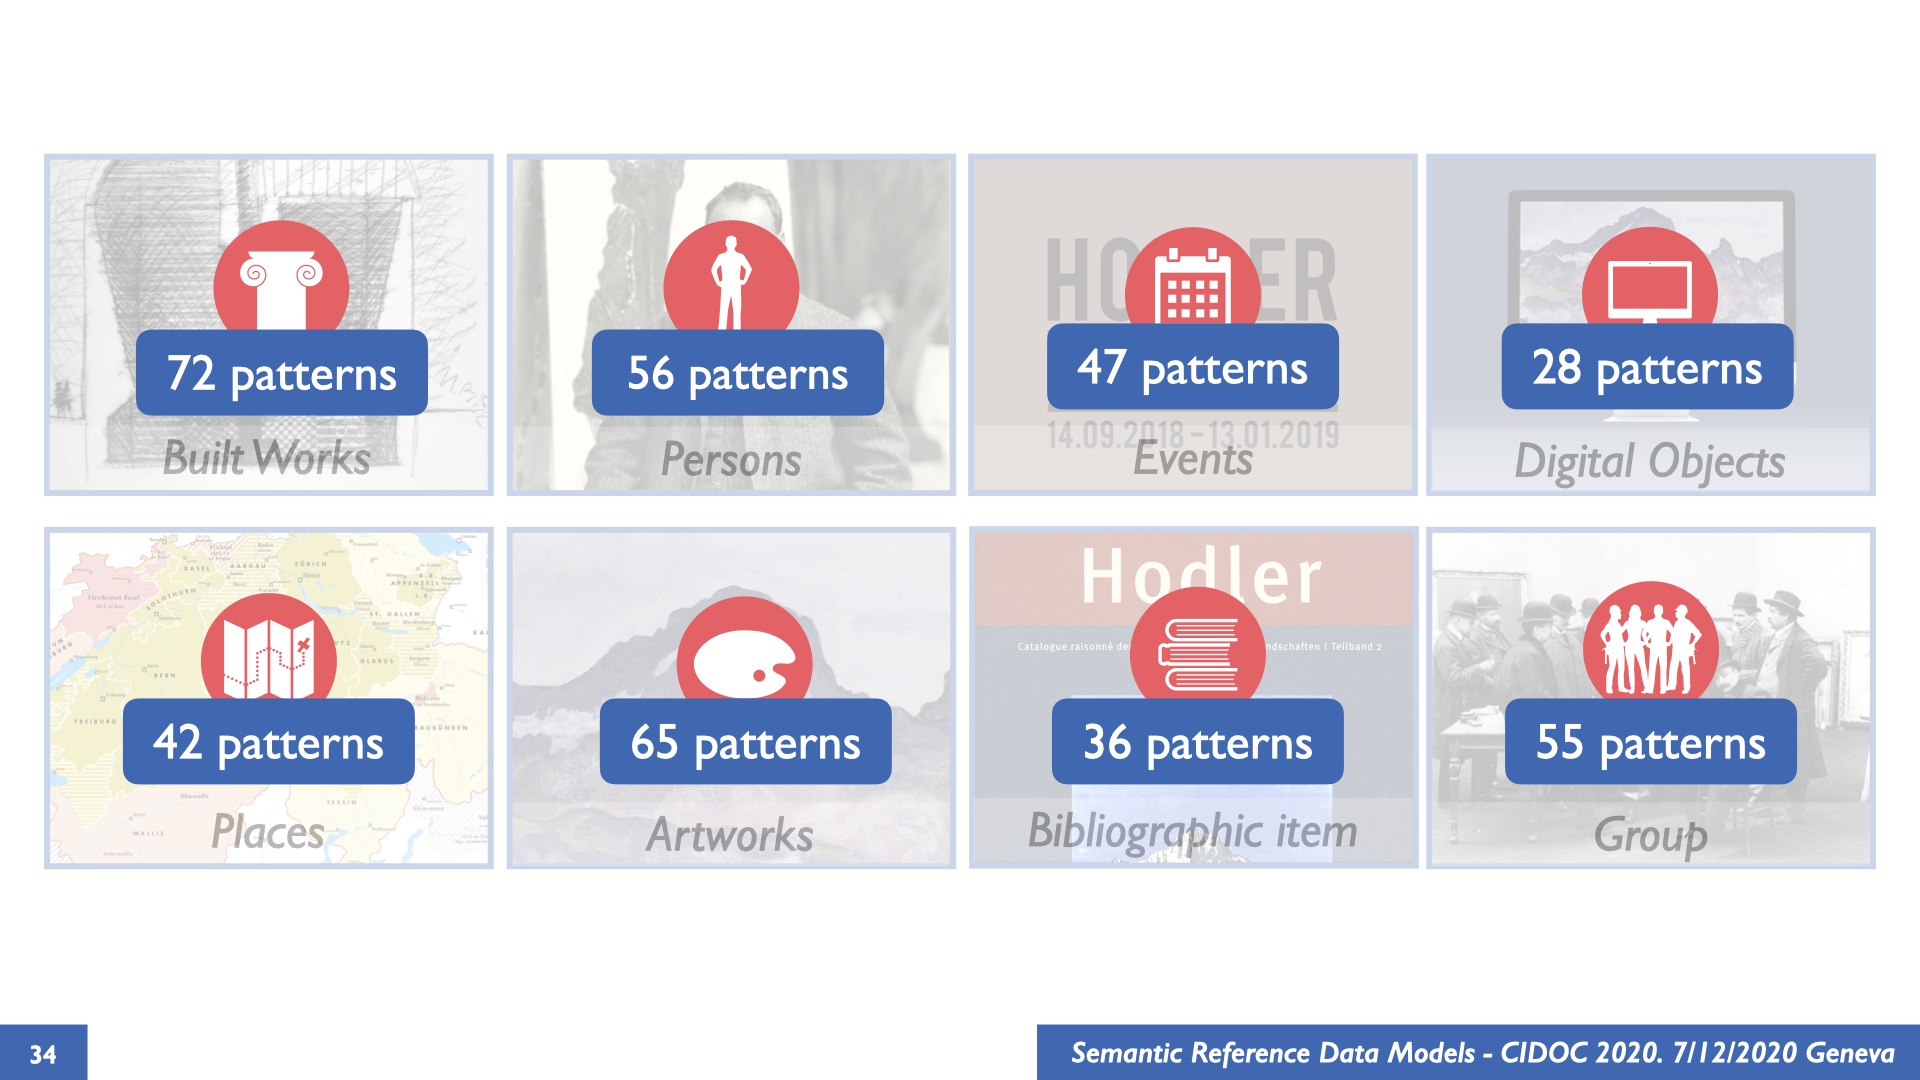 72 patterns
Built Works
56 patterns
Persons
HO ER
47 patterns
14.09.2018 – 13.01.2019
Events
28 patterns
Digital Objects
BASEL
AARGAU
ZÜRICH
APPENZELL
SOLOTHURN
Fürstbistum Basel
ST. GALLEN
GLARUS
BERN
FREIBURG
42 patterns
TESSIN
WALLIS
Places
65 patterns
Artworks
Hodler
Catalogue raisonné de ndschaften | Teilband 2
36 patterns
Bibliographic item
55 patterns
Group
34
Semantic Reference Data Models - CIDOC 2020. 7/12/2020 Geneva